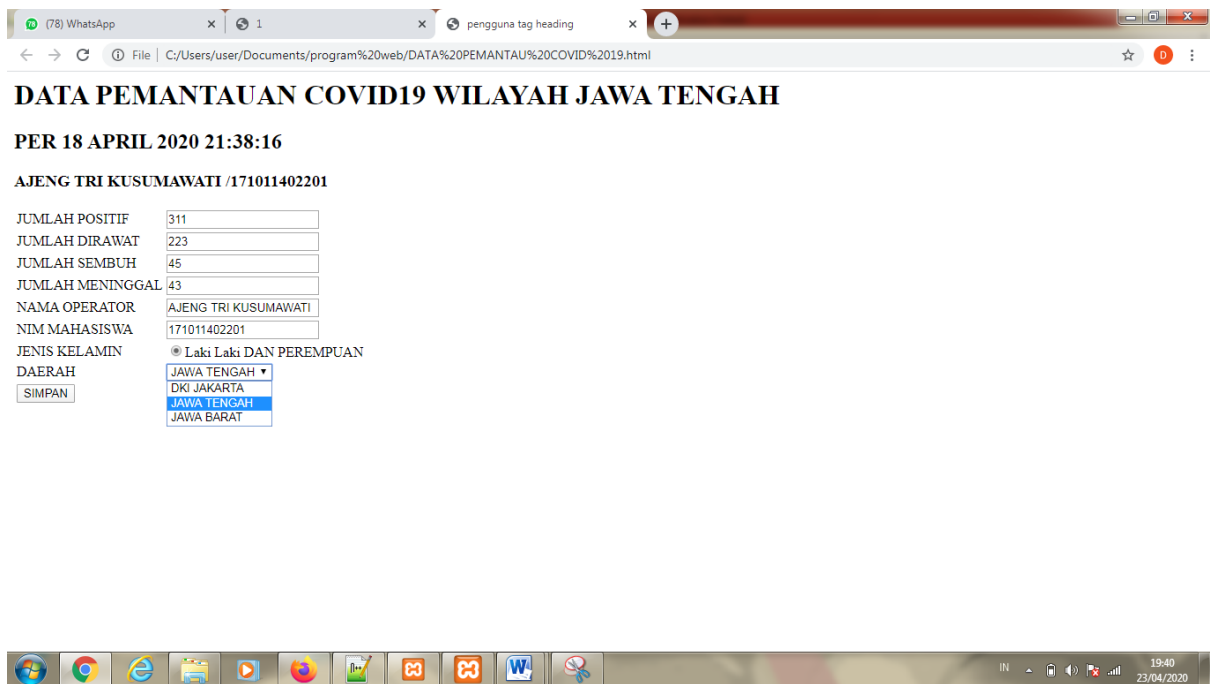 (78) WhatsApp
1
pengguna tag heading
File | C:/Users/user/Documents/program%20web/DATA%20PEMANTAU%20COVID%2019.html
D
DATA PEMANTAUAN COVID19 WILAYAH JAWA TENGAH
PER 18 APRIL 2020 21:38:16
AJENG TRI KUSUMAWATI /171011402201
JUMLAH POSITIF 311
JUMLAH DIRAWAT 223
JUMLAH SEMBUH 45
JUMLAH MENINGGAL 43
NAMA OPERATOR AJENG TRI KUSUMAWATI
NIM MAHASISWA 171011402201
JENIS KELAMIN Laki Laki DAN PEREMPUAN
DAERAH JAWA TENGAH
SIMPAN
DKI JAKARTA
JAWA TENGAH
JAWA BARAT
IN
19:40
23/04/2020